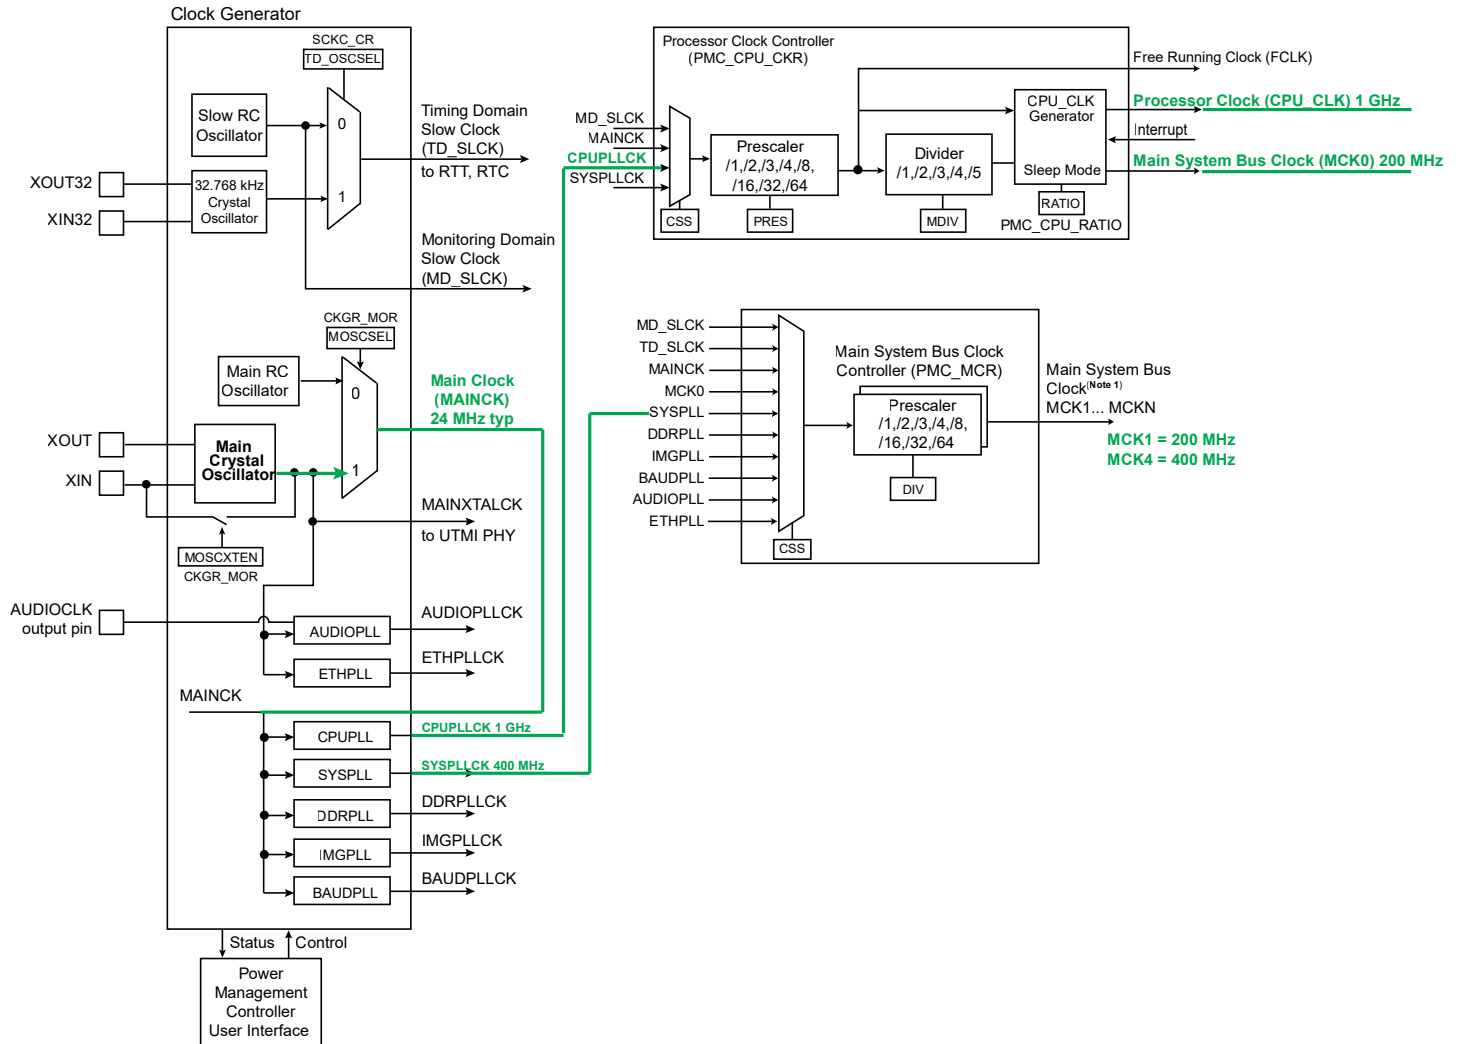 Clock Generator
SCKC_CR
TD_OSCSEL
Slow RC
Oscillator
0
1
Timing Domain
Slow Clock
(TD_SLCK)
to RTT, RTC
XOUT32
XIN32
32.768 kHz
Crystal
Oscillator
Monitoring Domain
Slow Clock
(MD_SLCK)
CKGR_MOR
MOSCSEL
Main RC
Oscillator
0
1
Main Clock
(MAINCK)
24 MHz typ
XOUT
XIN
Main
Crystal
Oscillator
MAINXTALCK
to UTMI PHY
MOSCXTEN
CKGR_MOR
AUDIOCLK
output pin
AUDIOPLL
AUDIOPLLCK
ETHPLL
ETHPLLCK
MAINCK
CPUPLL
CPUPLLCK 1 GHz
SYSPLL
SYSPLLCK 400 MHz
DDRPLL
DDRPLLCK
IMGPLL
IMGPLLCK
BAUDPLL
BAUDPLLCK
Status
Control
Power
Management
Controller
User Interface
Processor Clock Controller
(PMC_CPU_CKR)
MD_SLCK
MAINCK
CPUPLLCK
SYSPLLCK
CSS
Prescaler
/1,/2,/3,/4,/8,
/16,/32,/64
PRES
Divider
/1,/2,/3,/4,/5
MDIV
CPU_CLK
Generator
Sleep Mode
RATIO
PMC_CPU_RATIO
Free Running Clock (FCLK)
Processor Clock (CPU_CLK) 1 GHz
Interrupt
Main System Bus Clock (MCK0) 200 MHz
MD_SLCK
TD_SLCK
MAINCK
MCK0
SYSPLL
DDRPLL
IMGPLL
BAUDPLL
AUDIOPLL
ETHPLL
CSS
Main System Bus Clock
Controller (PMC_MCR)
Prescaler
/1,/2,/3,/4,/8,
/16,/32,/64
DIV
Main System Bus
Clock(Note 1)
MCK1... MCKN
MCK1 = 200 MHz
MCK4 = 400 MHz